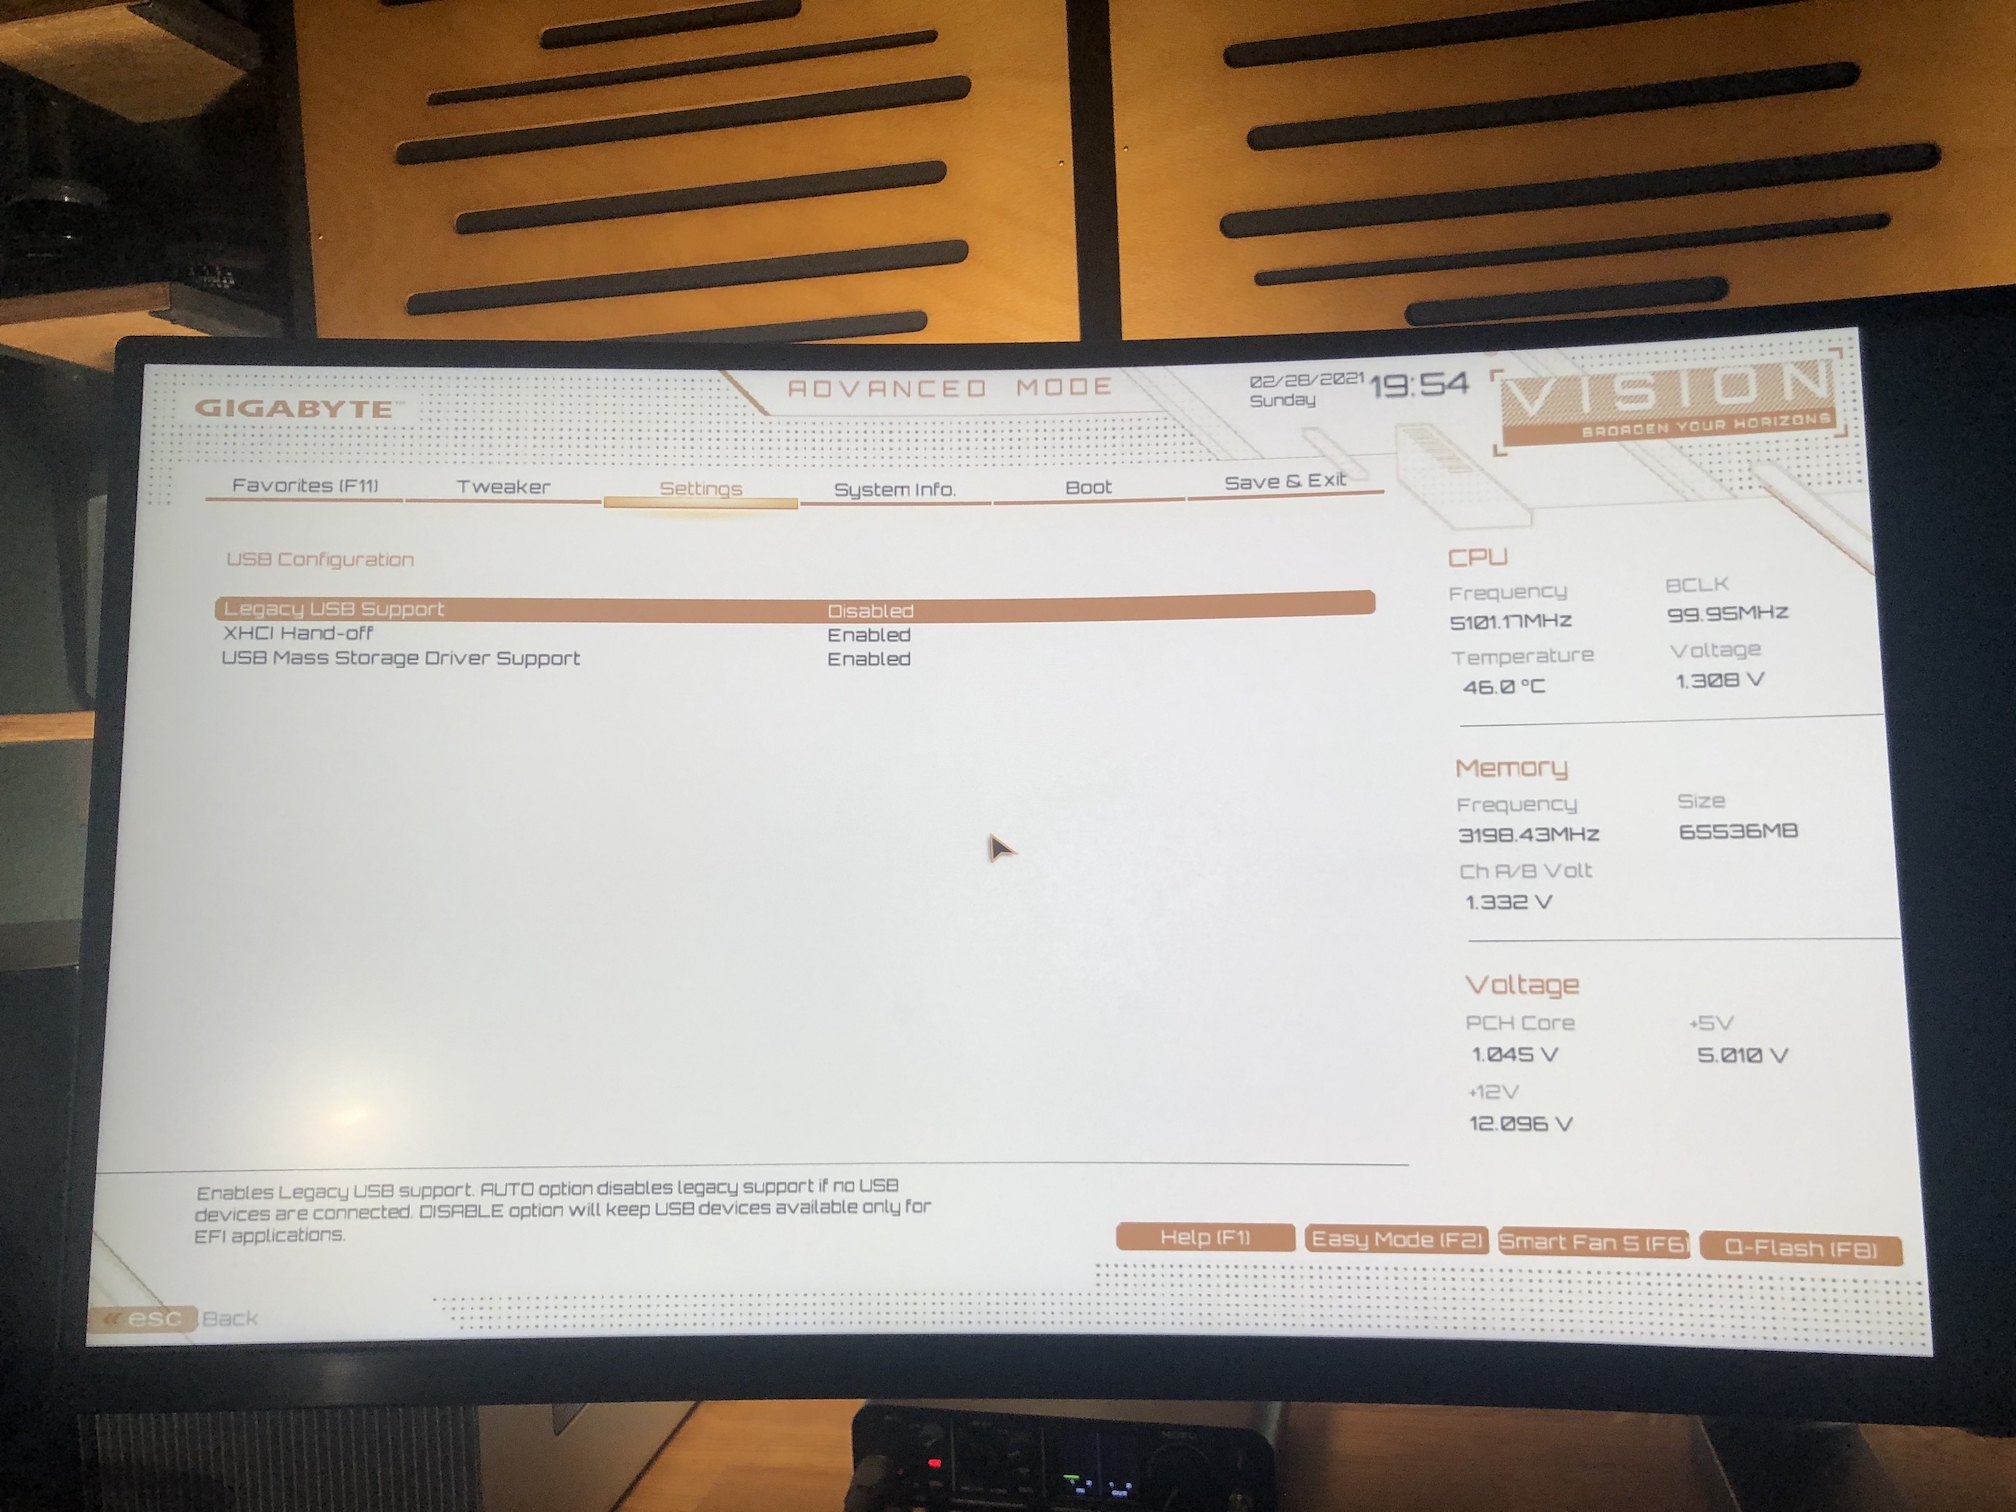 GIGABYTE™
ADVANCED MODE
02/28/2021 19:54
Sunday
VISION
BROADEN YOUR HORIZONS
Favorites (F11) Tweaker Settings System Info. Boot Save & Exit
USB Configuration
Legacy USB Support Disabled
XHCI Hand-off Enabled
USB Mass Storage Driver Support Enabled
CPU
Frequency BCLK
5101.17MHz 99.95MHz
Temperature Voltage
46.0 °C 1.308 V
Memory
Frequency Size
3198.43MHz 65536MB
Ch A/B Volt
1.332 V
Voltage
PCH Core +5V
1.045 V 5.010 V
+12V
12.096 V
Enables Legacy USB support. AUTO option disables legacy support if no USB
devices are connected. DISABLE option will keep USB devices available only for
EFI applications.
Help (F1) Easy Mode (F2) Smart Fan 5 (F6) Q-Flash (F8)
esc Back